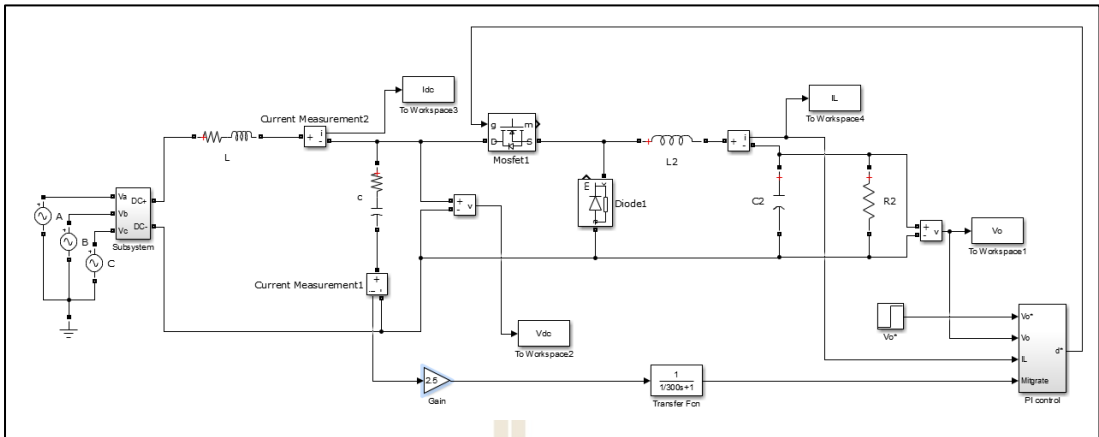 Idc
To Workspace3
Current Measurement2
+
-
i
L
g
m
D
S
Mosfet1
L2
+
-
i
IL
To Workspace4
A
B
C
Va
Vb
Vc
DC+
DC-
Subsystem
c
+
-
v
E
Diode1
C2
R2
+
-
v
Vo
To Workspace1
Current Measurement1
+
-
i
Vdc
To Workspace2
Vo*
Vo*
Vo
IL
Mitgrate
d*
PI control
2.5
Gain
1
1/300s+1
Transfer Fcn